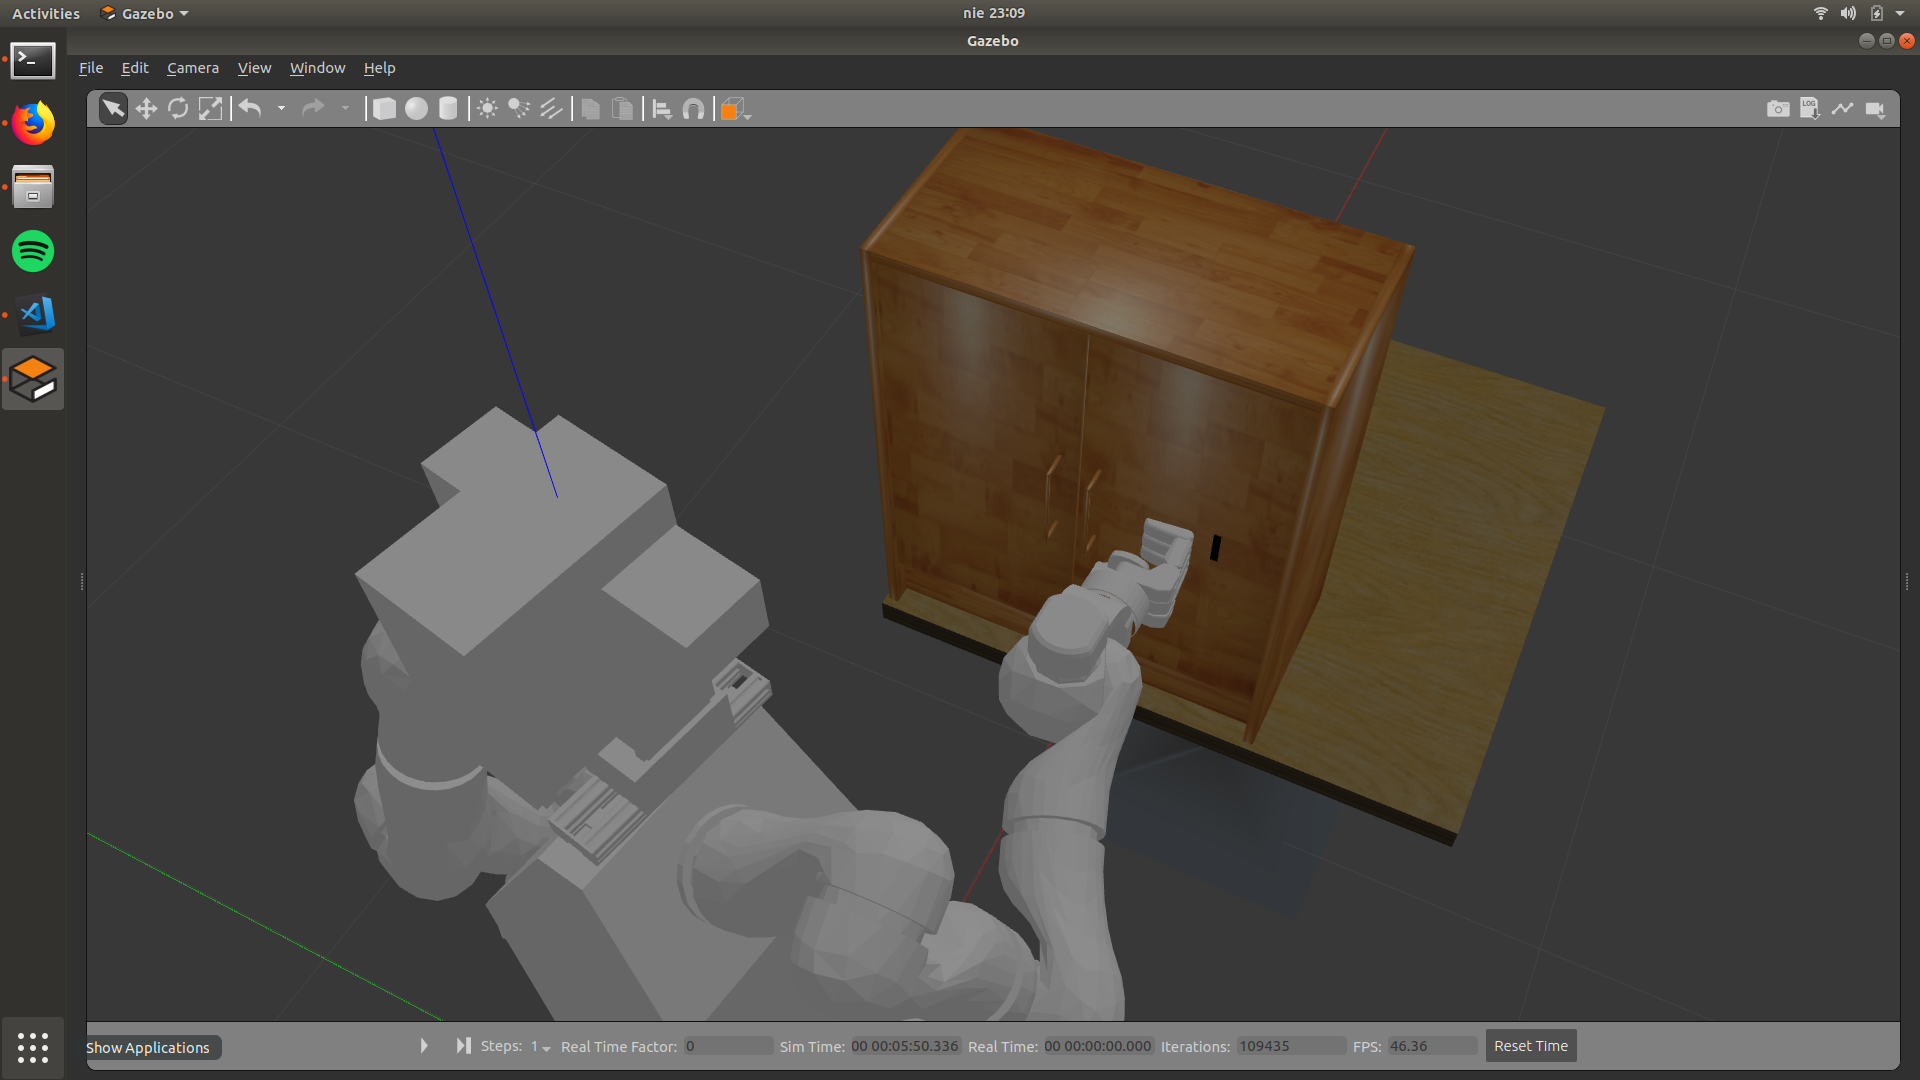 Activities Gazebo nie 23:09
Gazebo
File Edit Camera View Window Help
LOG
Show Applications Steps: 1 Real Time Factor: 0 Sim Time: 00 00:05:50.336 Real Time: 00 00:00:00.000 Iterations: 109435 FPS: 46.36 Reset Time